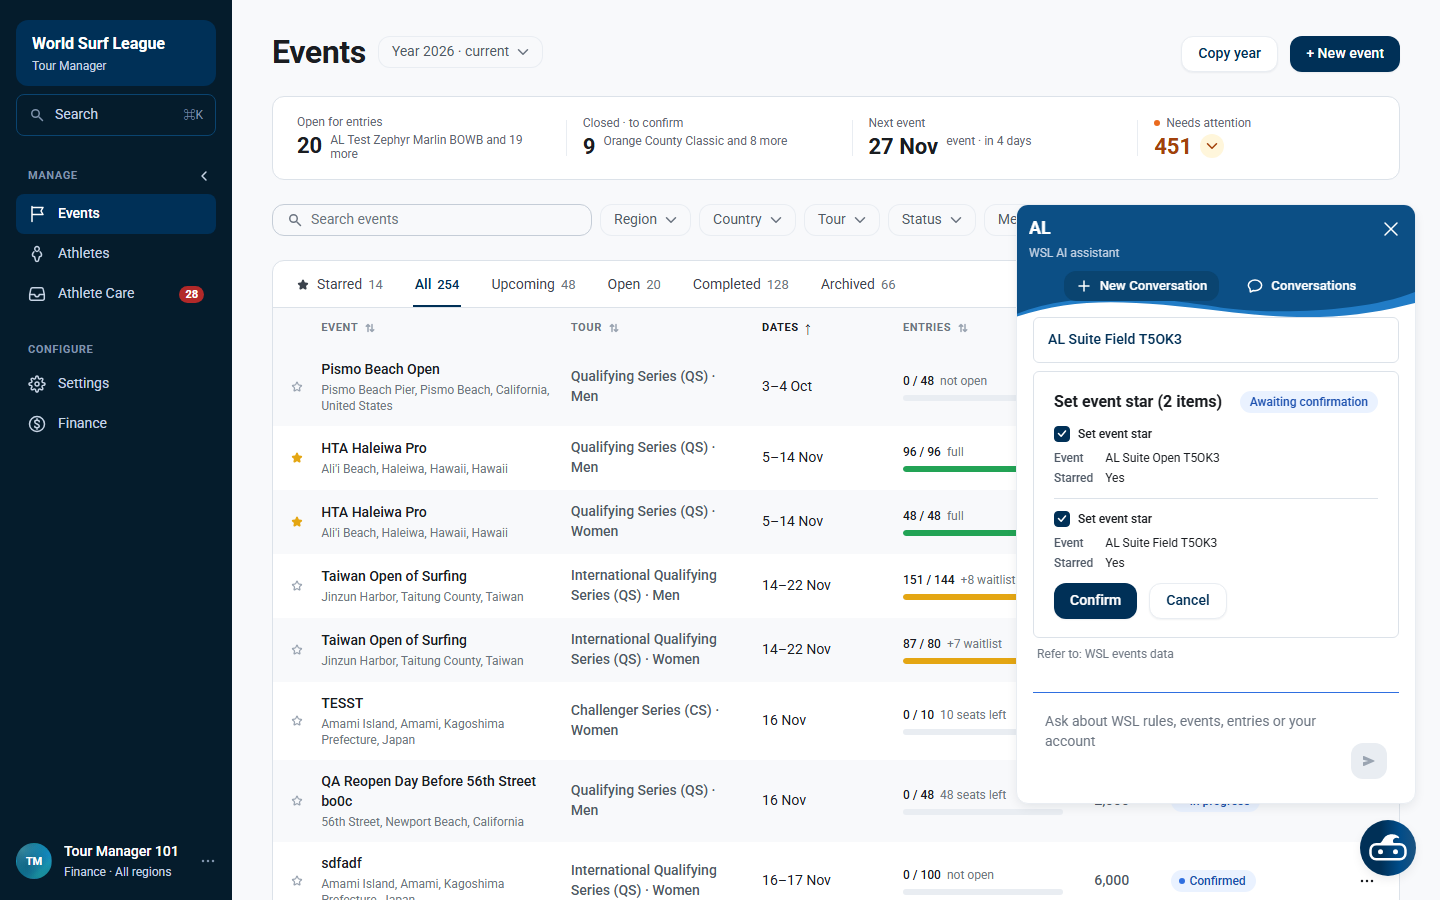 World Surf League
Tour Manager
Search
⌘K
MANAGE
Events
Athletes
Athlete Care
28
CONFIGURE
Settings
Finance
TM
Tour Manager 101
Finance · All regions
Events
Year 2026 · current
Copy year
+ New event
Open for entries
20 AL Test Zephyr Marlin BOWB and 19
more
Closed · to confirm
9 Orange County Classic and 8 more
Next event
27 Nov event · in 4 days
Needs attention
451
Search events
Region
Country
Tour
Status
Me
Starred 14
All 254
Upcoming 48
Open 20
Completed 128
Archived 66
EVENT
TOUR
DATES ↑
ENTRIES
Pismo Beach Open
Pismo Beach Pier, Pismo Beach, California,
United States
Qualifying Series (QS) ·
Men
3–4 Oct
0 / 48 not open
HTA Haleiwa Pro
Ali'i Beach, Haleiwa, Hawaii, Hawaii
Qualifying Series (QS) ·
Men
5–14 Nov
96 / 96 full
HTA Haleiwa Pro
Ali'i Beach, Haleiwa, Hawaii, Hawaii
Qualifying Series (QS) ·
Women
5–14 Nov
48 / 48 full
Taiwan Open of Surfing
Jinzun Harbor, Taitung County, Taiwan
International Qualifying
Series (QS) · Men
14–22 Nov
151 / 144 +8 waitlist
Taiwan Open of Surfing
Jinzun Harbor, Taitung County, Taiwan
International Qualifying
Series (QS) · Women
14–22 Nov
87 / 80 +7 waitlist
TESST
Amami Island, Amami, Kagoshima
Prefecture, Japan
Challenger Series (CS) ·
Women
16 Nov
0 / 10 10 seats left
QA Reopen Day Before 56th Street
bo0c
56th Street, Newport Beach, California
Qualifying Series (QS) ·
Men
16 Nov
0 / 48 48 seats left
sdfadf
Amami Island, Amami, Kagoshima
Prefecture, Japan
International Qualifying
Series (QS) · Women
16–17 Nov
0 / 100 not open
6,000
Confirmed
AL
WSL AI assistant
New Conversation
Conversations
AL Suite Field T5OK3
Set event star (2 items)
Awaiting confirmation
Set event star
Event AL Suite Open T5OK3
Starred Yes
Set event star
Event AL Suite Field T5OK3
Starred Yes
Confirm
Cancel
Refer to: WSL events data
Ask about WSL rules, events, entries or your
account